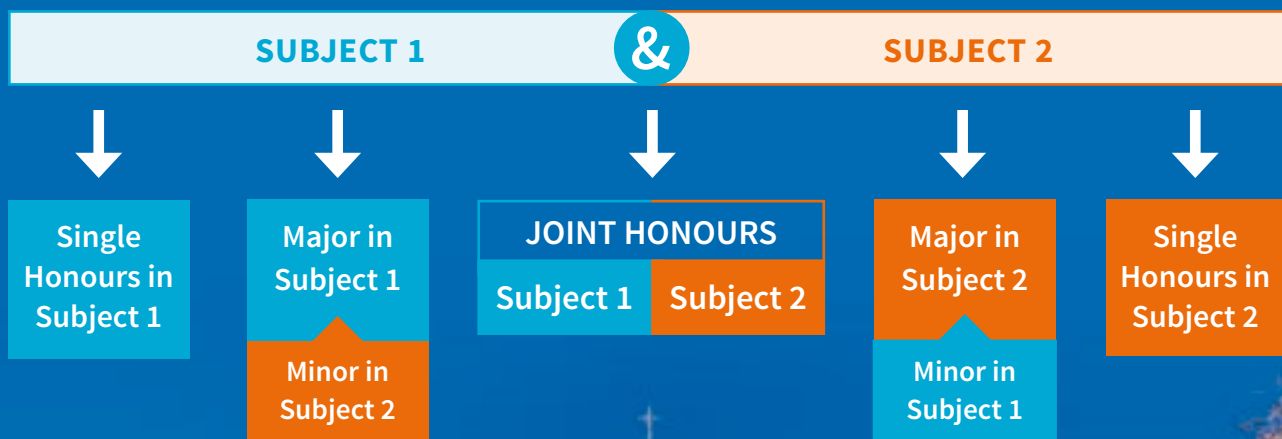 SUBJECT 1 & SUBJECT 2
Single
Honours in
Subject 1
Major in
Subject 1
Minor in
Subject 2
JOINT HONOURS
Subject 1 Subject 2
Major in
Subject 2
Minor in
Subject 1
Single
Honours in
Subject 2